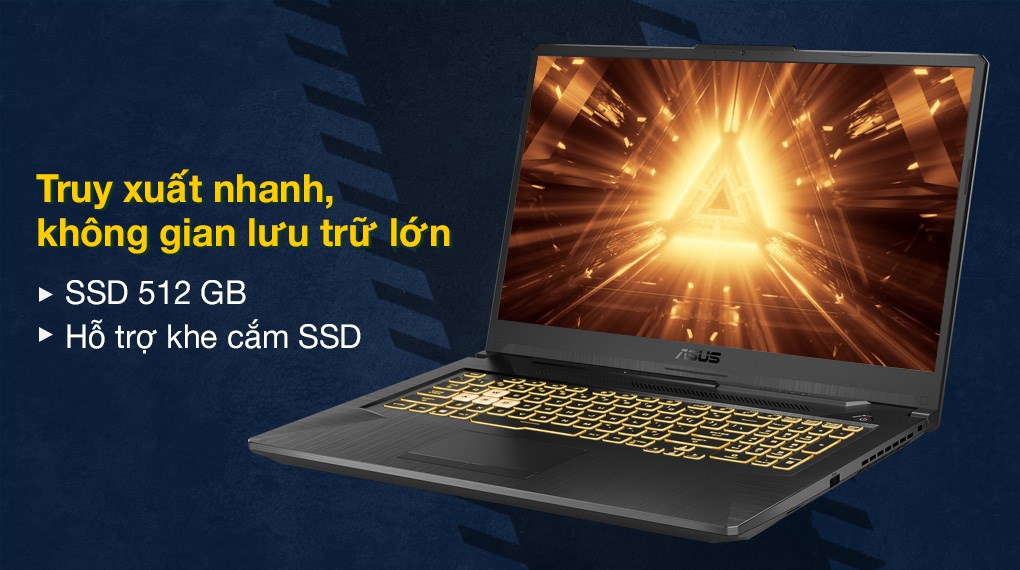 Truy xuất nhanh,
không gian lưu trữ lớn
▸ SSD 512 GB
▸ Hỗ trợ khe cắm SSD
ASUS